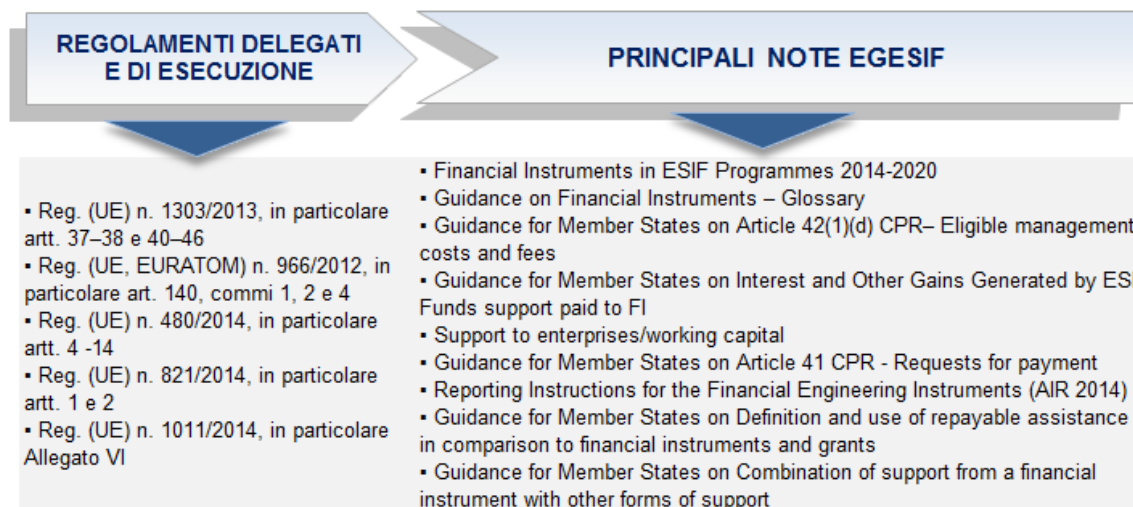 REGOLAMENTI DELEGATI
E DI ESECUZIONE
▪ Reg. (UE) n. 1303/2013, in particolare
artt. 37–38 e 40–46
▪ Reg. (UE, EURATOM) n. 966/2012, in
particolare art. 140, commi 1, 2 e 4
▪ Reg. (UE) n. 480/2014, in particolare
artt. 4 -14
▪ Reg. (UE) n. 821/2014, in particolare
artt. 1 e 2
▪ Reg. (UE) n. 1011/2014, in particolare
Allegato VI
PRINCIPALI NOTE EGESIF
▪ Financial Instruments in ESIF Programmes 2014-2020
▪ Guidance on Financial Instruments – Glossary
▪ Guidance for Member States on Article 42(1)(d) CPR– Eligible management
costs and fees
▪ Guidance for Member States on Interest and Other Gains Generated by
Funds support paid to FI
▪ Support to enterprises/working capital
▪ Guidance for Member States on Article 41 CPR - Requests for payment
▪ Reporting Instructions for the Financial Engineering Instruments (AIR 2014)
▪ Guidance for Member States on Definition and use of repayable assistance
in comparison to financial instruments and grants
▪ Guidance for Member States on Combination of support from a financial
instrument with other forms of support